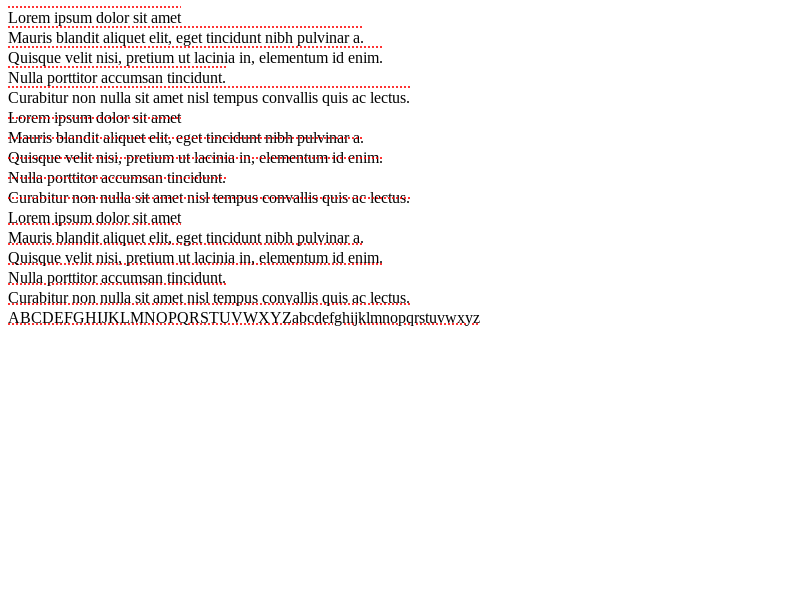 Lorem ipsum dolor sit amet
Mauris blandit aliquet elit, eget tincidunt nibh pulvinar a.
Quisque velit nisi, pretium ut lacinia in, elementum id enim.
Nulla porttitor accumsan tincidunt.
Curabitur non nulla sit amet nisl tempus convallis quis ac lectus.
Lorem ipsum dolor sit amet
Mauris blandit aliquet elit, eget tincidunt nibh pulvinar a.
Quisque velit nisi, pretium ut lacinia in, elementum id enim.
Nulla porttitor accumsan tincidunt.
Curabitur non nulla sit amet nisl tempus convallis quis ac lectus.
Lorem ipsum dolor sit amet
Mauris blandit aliquet elit, eget tincidunt nibh pulvinar a.
Quisque velit nisi, pretium ut lacinia in, elementum id enim.
Nulla porttitor accumsan tincidunt.
Curabitur non nulla sit amet nisl tempus convallis quis ac lectus.
ABCDEFGHIJKLMNOPQRSTUVWXYZabcdefghijklmnopqrstuvwxyz